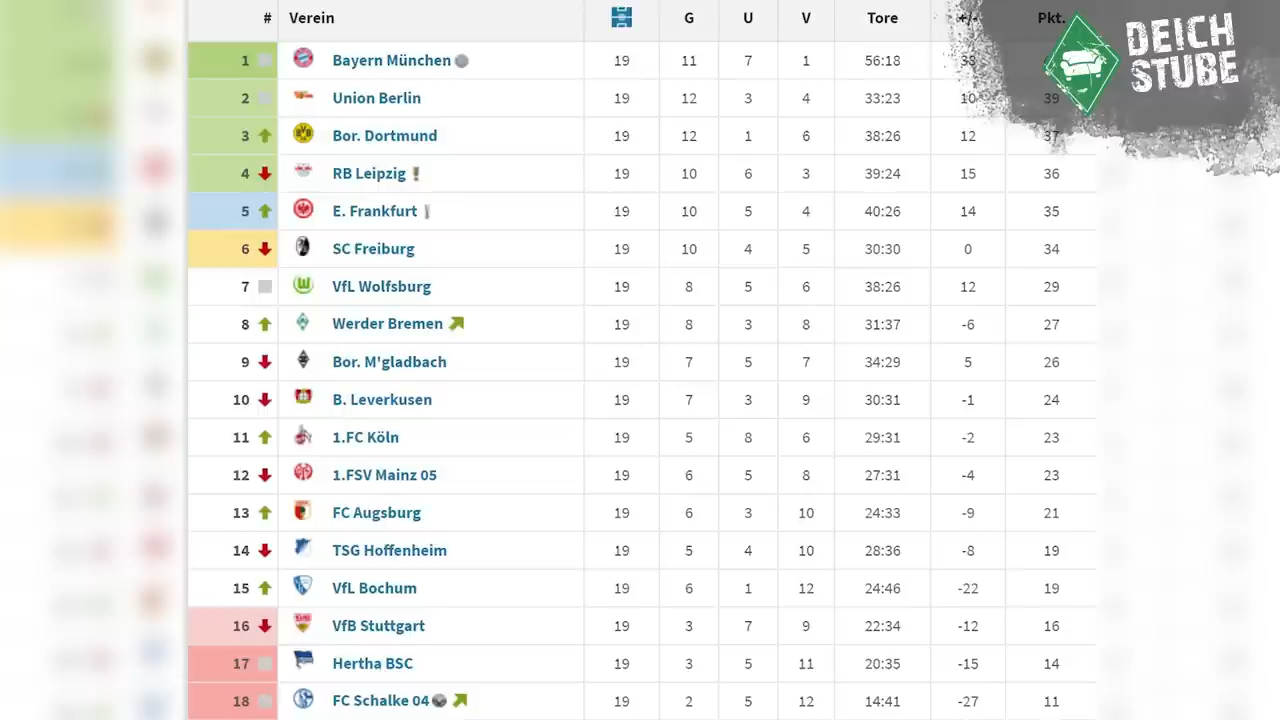 # Verein G U V Tore +/- Pkt.
1 Bayern München 19 11 7 1 56:18 38
2 Union Berlin 19 12 3 4 33:23 10 39
3 Bor. Dortmund 19 12 1 6 38:26 12 37
4 RB Leipzig 19 10 6 3 39:24 15 36
5 E. Frankfurt 19 10 5 4 40:26 14 35
6 SC Freiburg 19 10 4 5 30:30 0 34
7 VfL Wolfsburg 19 8 5 6 38:26 12 29
8 Werder Bremen 19 8 3 8 31:37 -6 27
9 Bor. M'gladbach 19 7 5 7 34:29 5 26
10 B. Leverkusen 19 7 3 9 30:31 -1 24
11 1.FC Köln 19 5 8 6 29:31 -2 23
12 1.FSV Mainz 05 19 6 5 8 27:31 -4 23
13 FC Augsburg 19 6 3 10 24:33 -9 21
14 TSG Hoffenheim 19 5 4 10 28:36 -8 19
15 VfL Bochum 19 6 1 12 24:46 -22 19
16 VfB Stuttgart 19 3 7 9 22:34 -12 16
17 Hertha BSC 19 3 5 11 20:35 -15 14
18 FC Schalke 04 19 2 5 12 14:41 -27 11
DEICH
STUBE